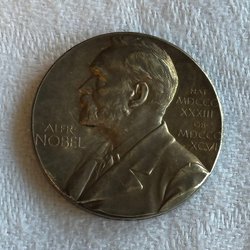 ALFR·
NOBEL
NAT·
MDCCC
XXXIII
OB·
MDCCC
XCVI